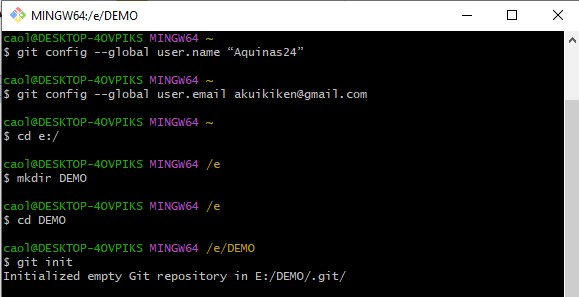 MINGW64:/e/DEMO
caol@DESKTOP-4OVPIKS MINGW64 ~
$ git config --global user.name “Aquinas24”
caol@DESKTOP-4OVPIKS MINGW64 ~
$ git config --global user.email akuikiken@gmail.com
caol@DESKTOP-4OVPIKS MINGW64 ~
$ cd e:/
caol@DESKTOP-4OVPIKS MINGW64 /e
$ mkdir DEMO
caol@DESKTOP-4OVPIKS MINGW64 /e
$ cd DEMO
caol@DESKTOP-4OVPIKS MINGW64 /e/DEMO
$ git init
Initialized empty Git repository in E:/DEMO/.git/